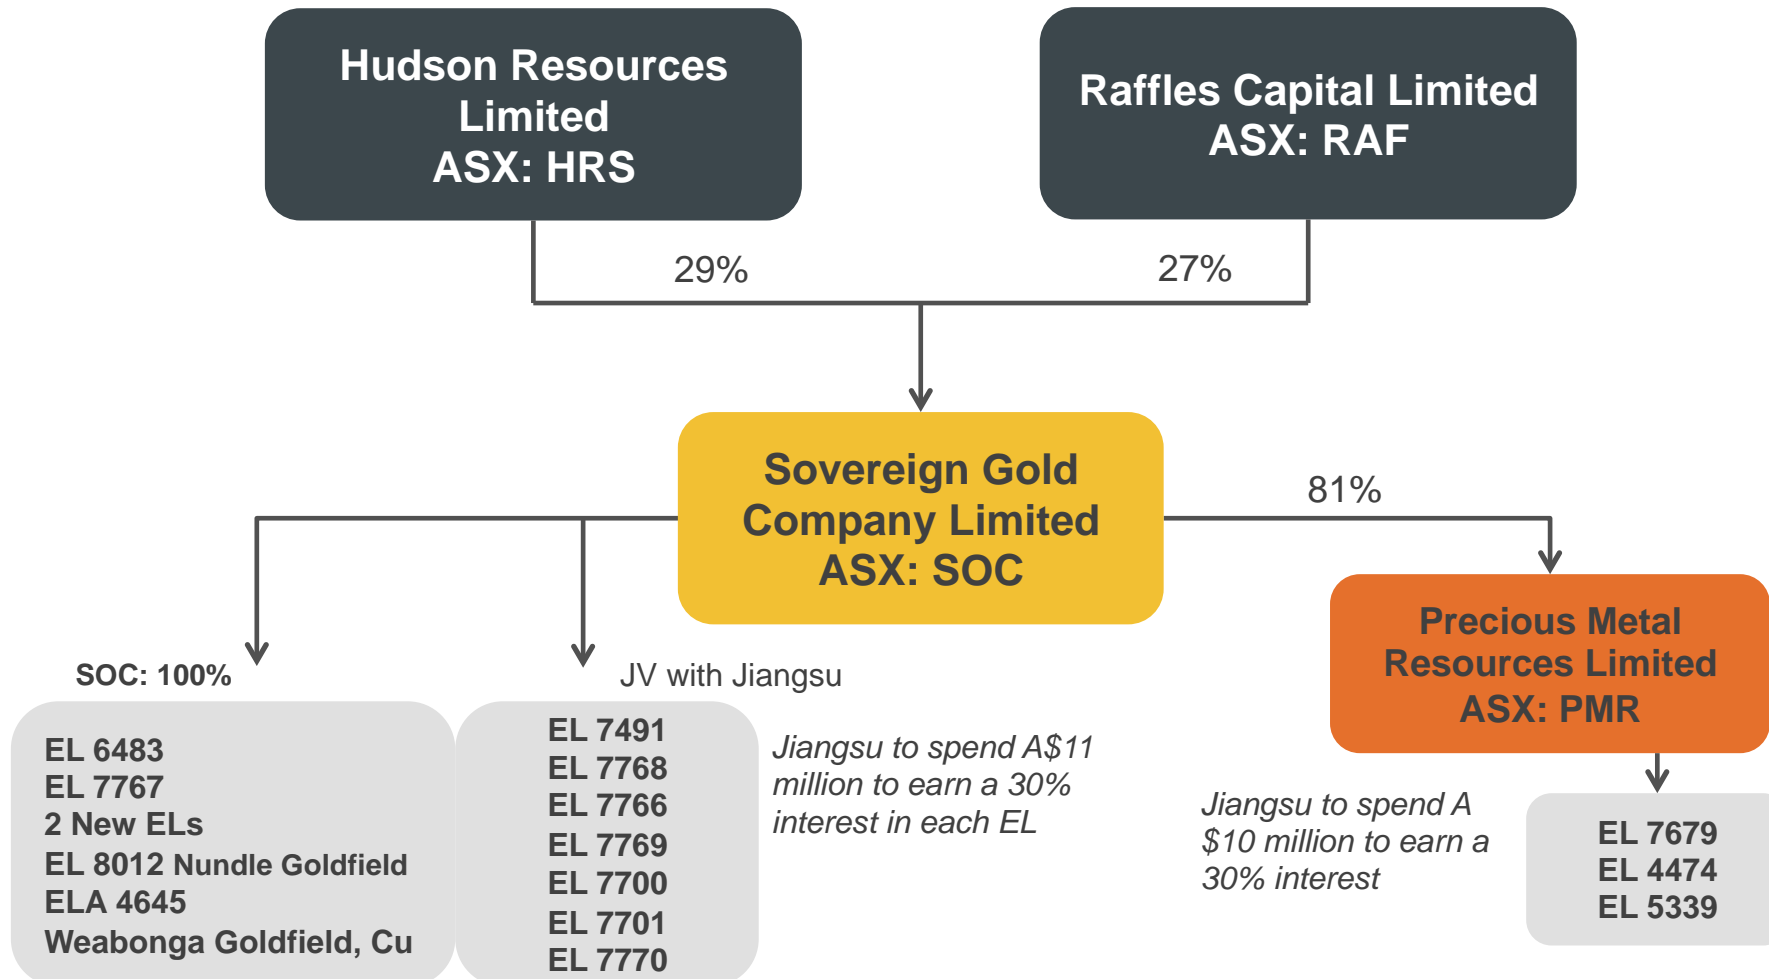 Hudson Resources
Limited
ASX: HRS
Raffles Capital Limited
ASX: RAF
29%
27%
Sovereign Gold
Company Limited
ASX: SOC
81%
Precious Metal
Resources Limited
ASX: PMR
SOC: 100%
EL 6483
EL 7767
2 New ELs
EL 8012 Nundle Goldfield
ELA 4645
Weabonga Goldfield, Cu
JV with Jiangsu
EL 7491
EL 7768
EL 7766
EL 7769
EL 7700
EL 7701
EL 7770
Jiangsu to spend A$11
million to earn a 30%
interest in each EL
Jiangsu to spend A
$10 million to earn a
30% interest
EL 7679
EL 4474
EL 5339